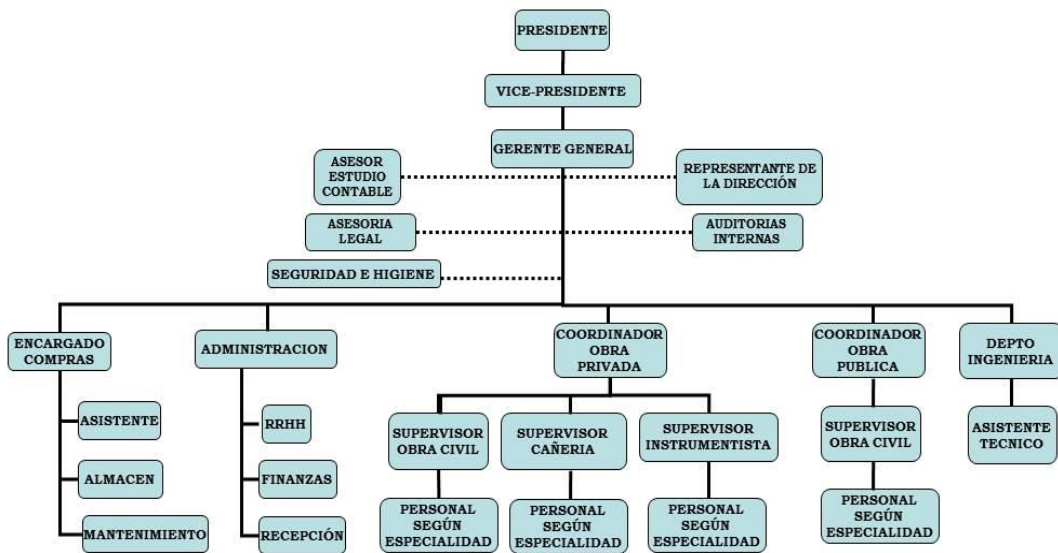 PRESIDENTE
VICE-PRESIDENTE
GERENTE GENERAL
ASESOR
ESTUDIO
CONTABLE
REPRESENTANTE DE
LA DIRECCIÓN
ASESORIA
LEGAL
AUDITORIAS
INTERNAS
SEGURIDAD E HIGIENE
ENCARGADO
COMPRAS
ADMINISTRACION
COORDINADOR
OBRA
PRIVADA
COORDINADOR
OBRA
PUBLICA
DEPTO
INGENIERIA
ASISTENTE
ALMACEN
MANTENIMIENTO
RRHH
FINANZAS
RECEPCIÓN
SUPERVISOR
OBRA CIVIL
SUPERVISOR
CAÑERIA
SUPERVISOR
INSTRUMENTISTA
SUPERVISOR
OBRA CIVIL
ASISTENTE
TECNICO
PERSONAL
SEGÚN
ESPECIALIDAD
PERSONAL
SEGÚN
ESPECIALIDAD
PERSONAL
SEGÚN
ESPECIALIDAD
PERSONAL
SEGÚN
ESPECIALIDAD